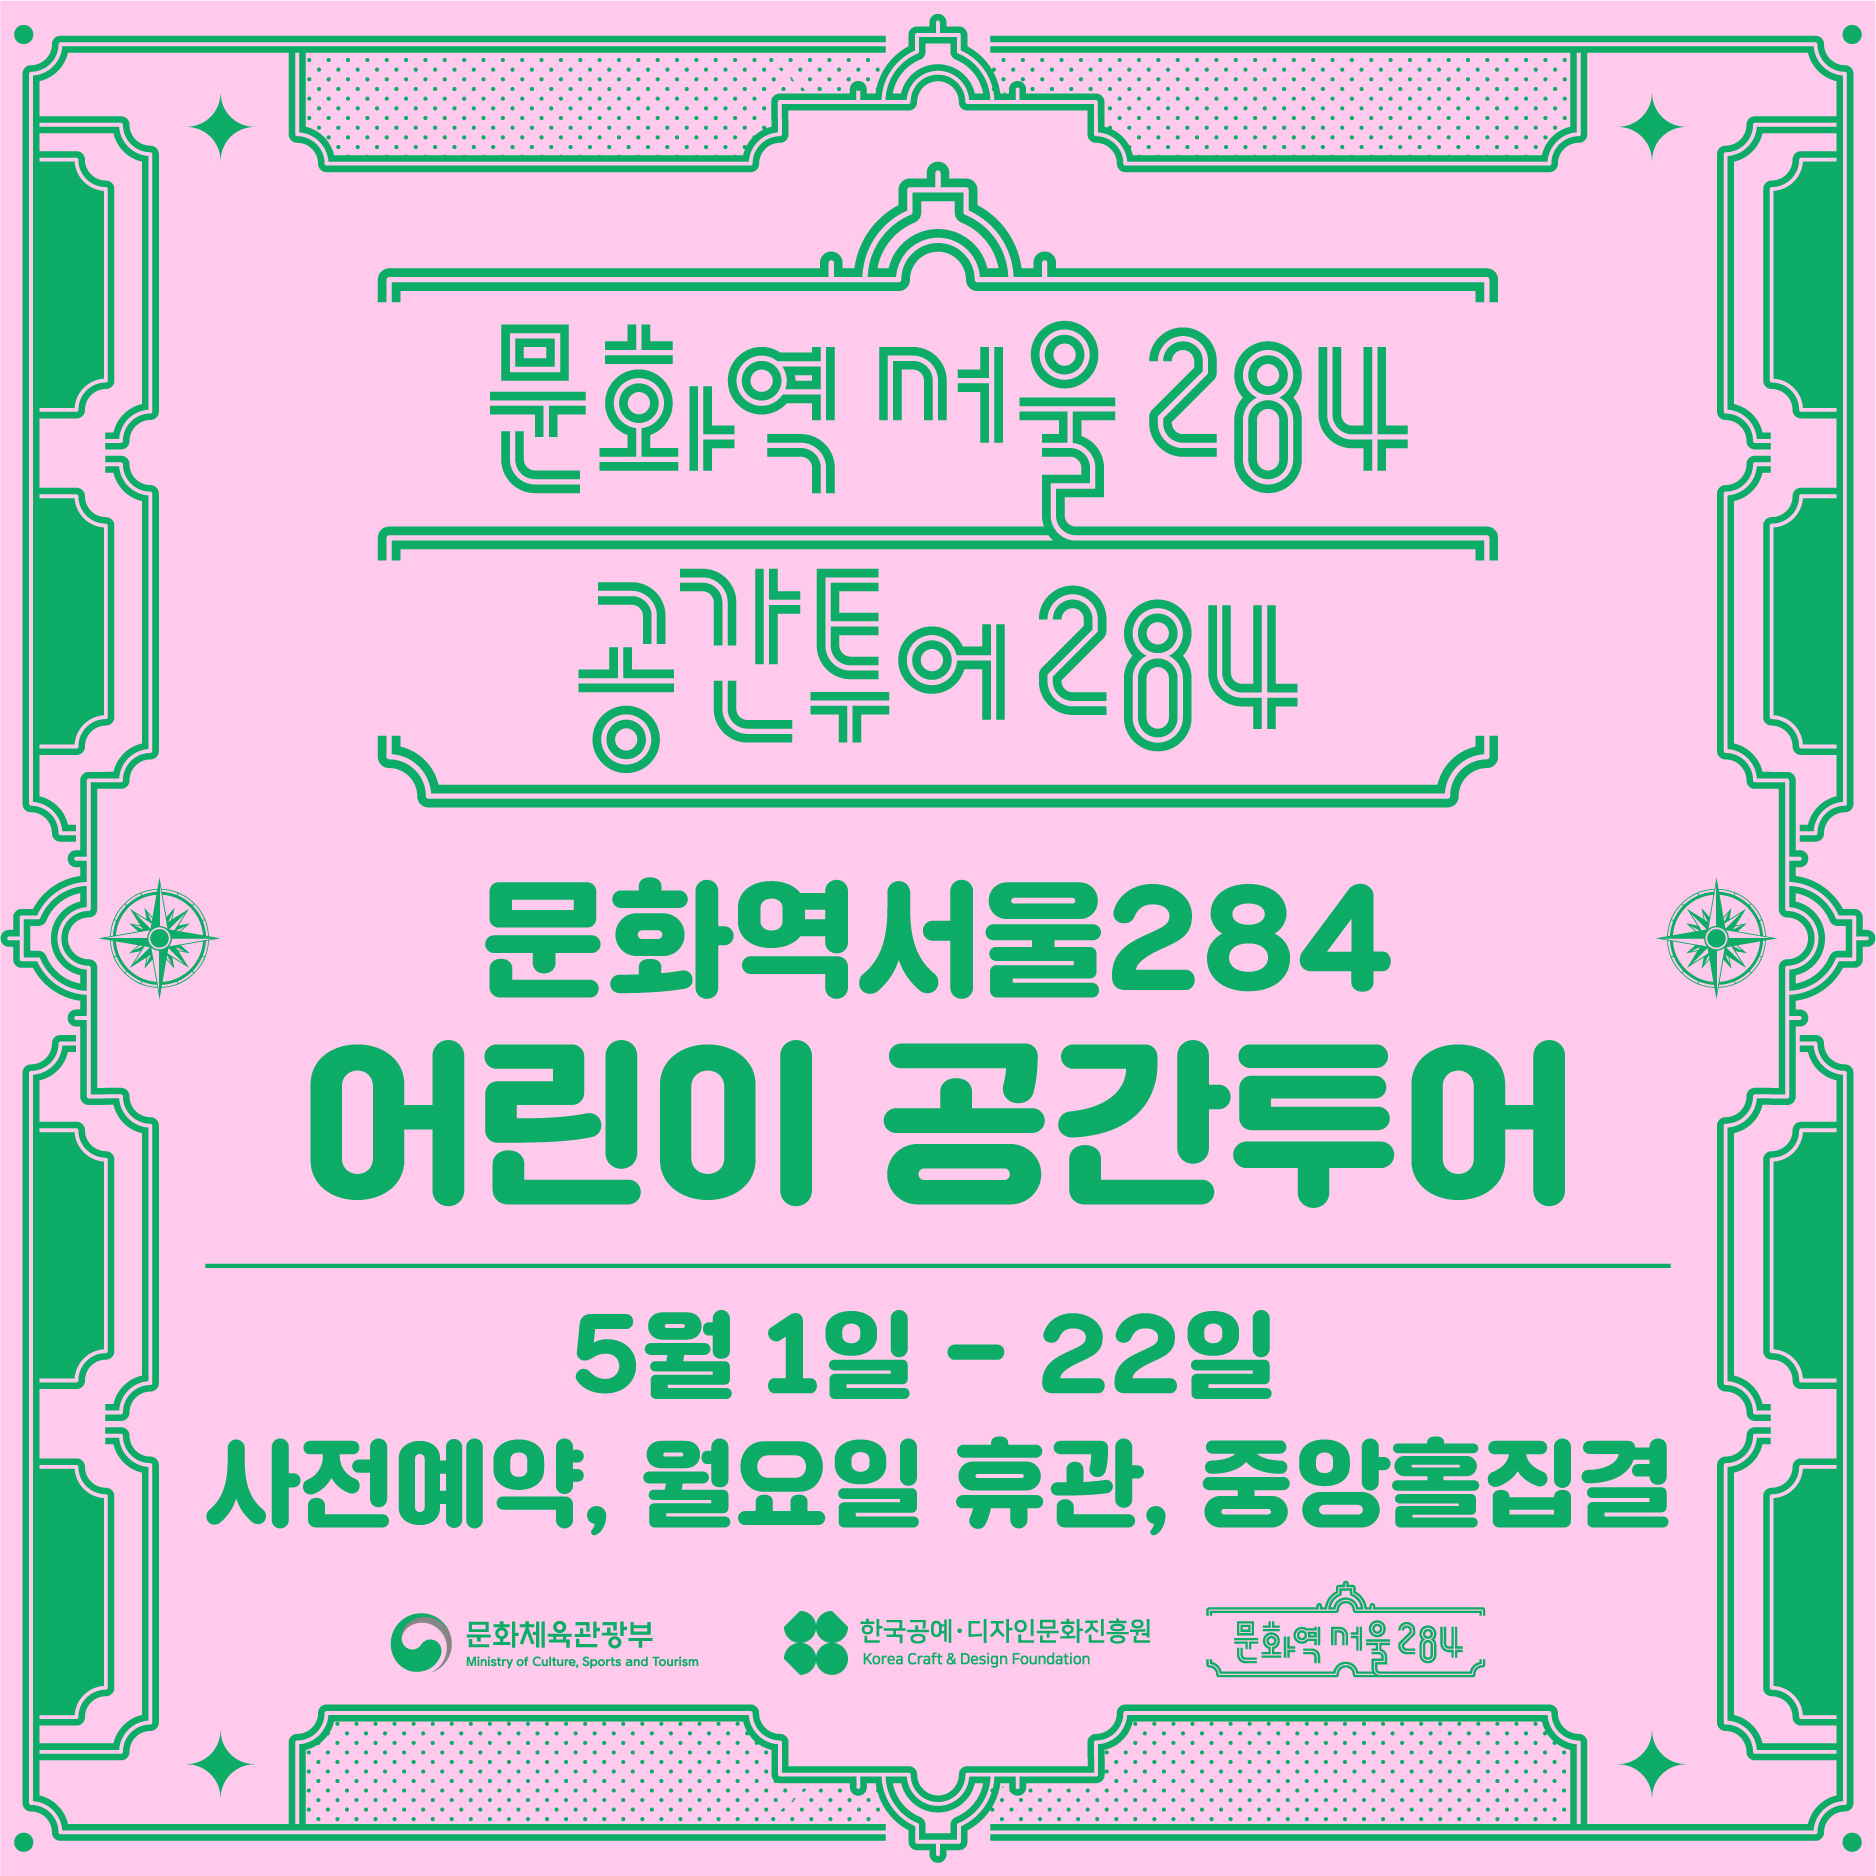 문화역 서울 284
공간투어 284
문화역서울284
어린이 공간투어
5월 1일 – 22일
사전예약, 월요일 휴관, 중앙홀집결
문화체육관광부
Ministry of Culture, Sports and Tourism
한국공예·디자인문화진흥원
Korea Craft & Design Foundation
문화역 서울 284